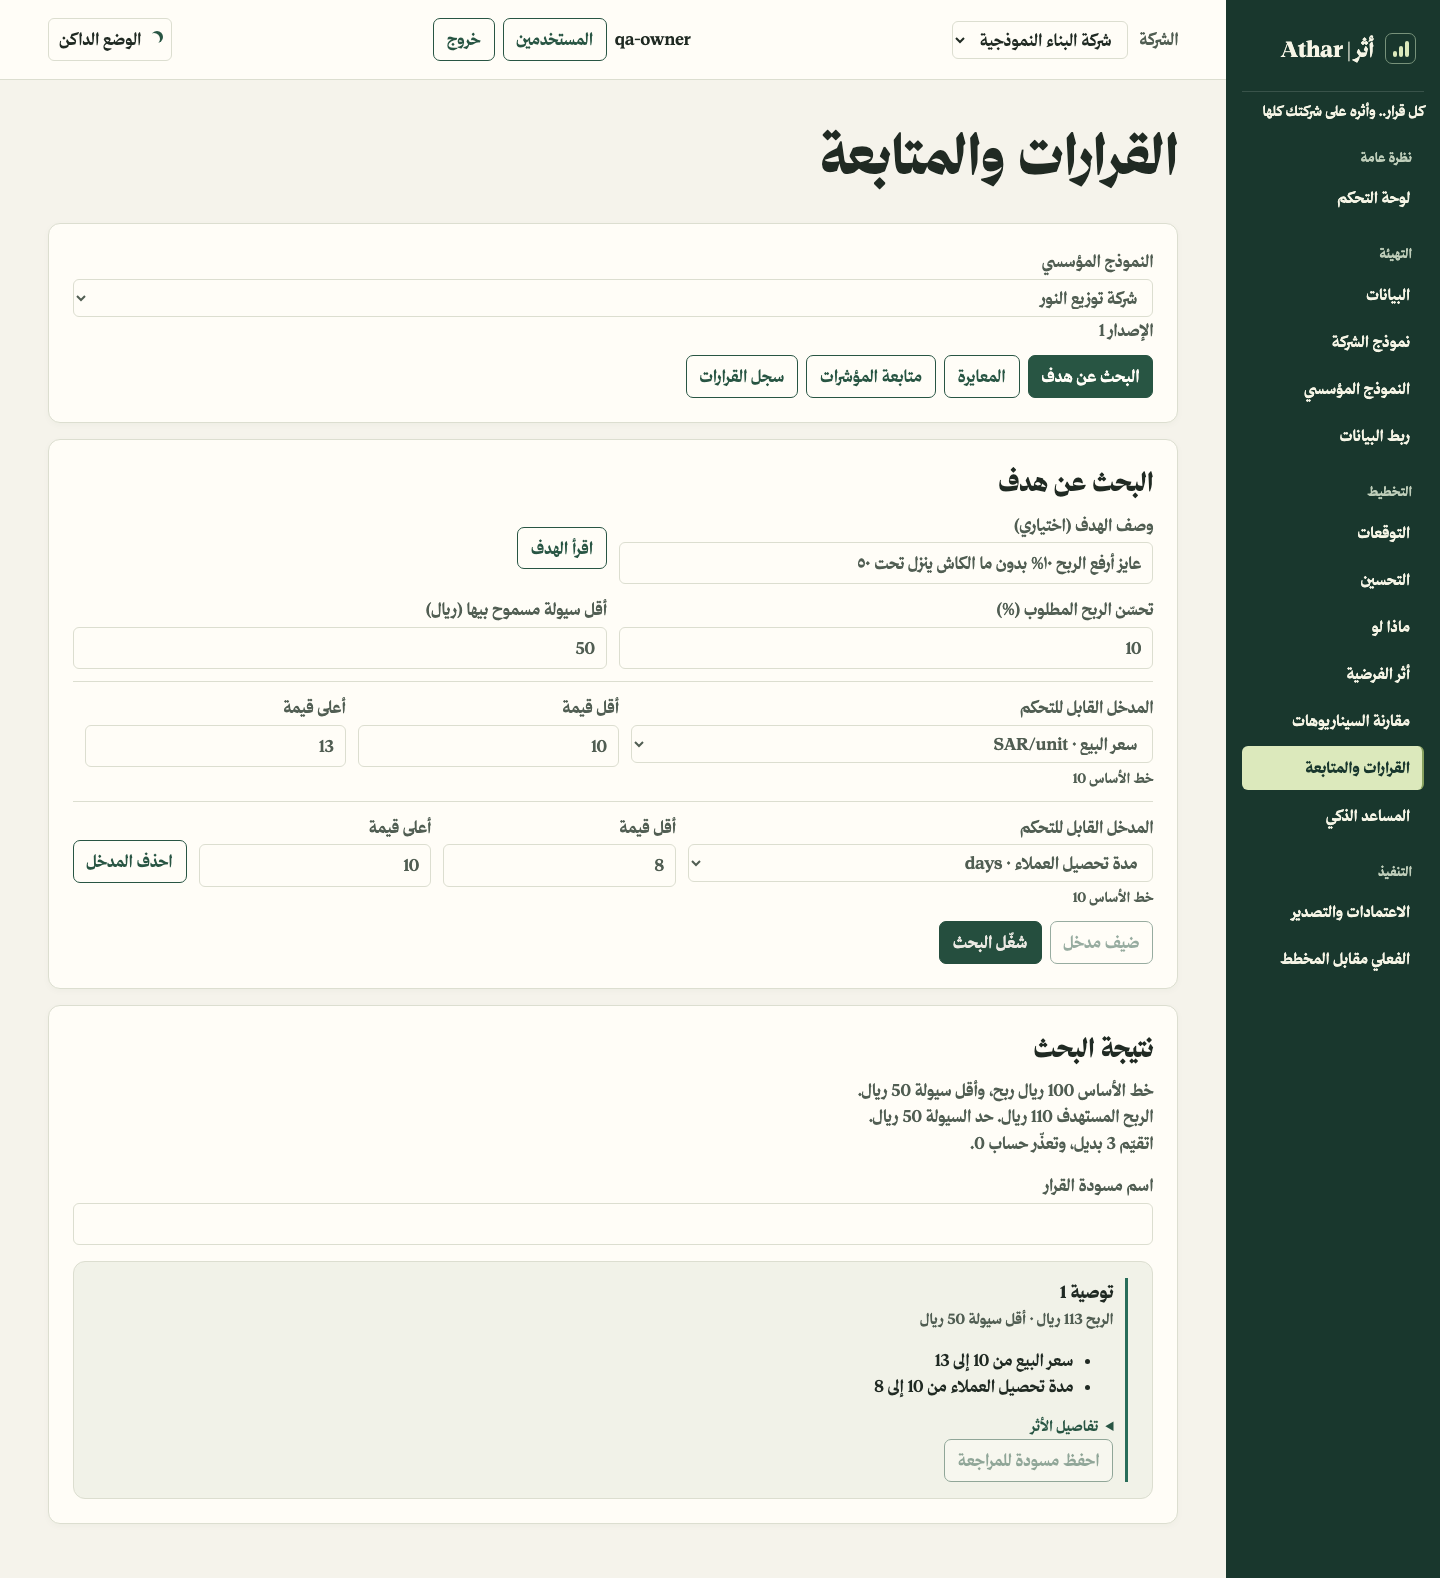 أثر | Athar
كل قرار.. وأثره على شركتك كلها
نظرة عامة
لوحة التحكم
التهيئة
البيانات
نموذج الشركة
النموذج المؤسسي
ربط البيانات
التخطيط
التوقعات
التحسين
ماذا لو
أثر الفرضية
مقارنة السيناريوهات
القرارات والمتابعة
المساعد الذكي
التنفيذ
الاعتمادات والتصدير
الفعلي مقابل المخطط
الشركة شركة البناء النموذجية qa-owner المستخدمين خروج الوضع الداكن
القرارات والمتابعة
النموذج المؤسسي
شركة توزيع النور
الإصدار 1
البحث عن هدف المعايرة متابعة المؤشرات سجل القرارات
البحث عن هدف
وصف الهدف (اختياري)
عايز أرفع الربح ١٠% بدون ما الكاش ينزل تحت ٥٠ اقرأ الهدف
تحسّن الربح المطلوب (%) أقل سيولة مسموح بيها (ريال)
10 50
المدخل القابل للتحكم أقل قيمة أعلى قيمة
سعر البيع · SAR/unit 10 13
خط الأساس 10
المدخل القابل للتحكم أقل قيمة أعلى قيمة
مدة تحصيل العملاء · days 8 10 احذف المدخل
خط الأساس 10
ضيف مدخل شغّل البحث
نتيجة البحث
خط الأساس 100 ريال ربح، وأقل سيولة 50 ريال.
الربح المستهدف 110 ريال. حد السيولة 50 ريال.
اتقيّم 3 بديل، وتعذّر حساب 0.
اسم مسودة القرار
توصية 1
الربح 113 ريال · أقل سيولة 50 ريال
• سعر البيع من 10 إلى 13
• مدة تحصيل العملاء من 10 إلى 8
تفاصيل الأثر
احفظ مسودة للمراجعة